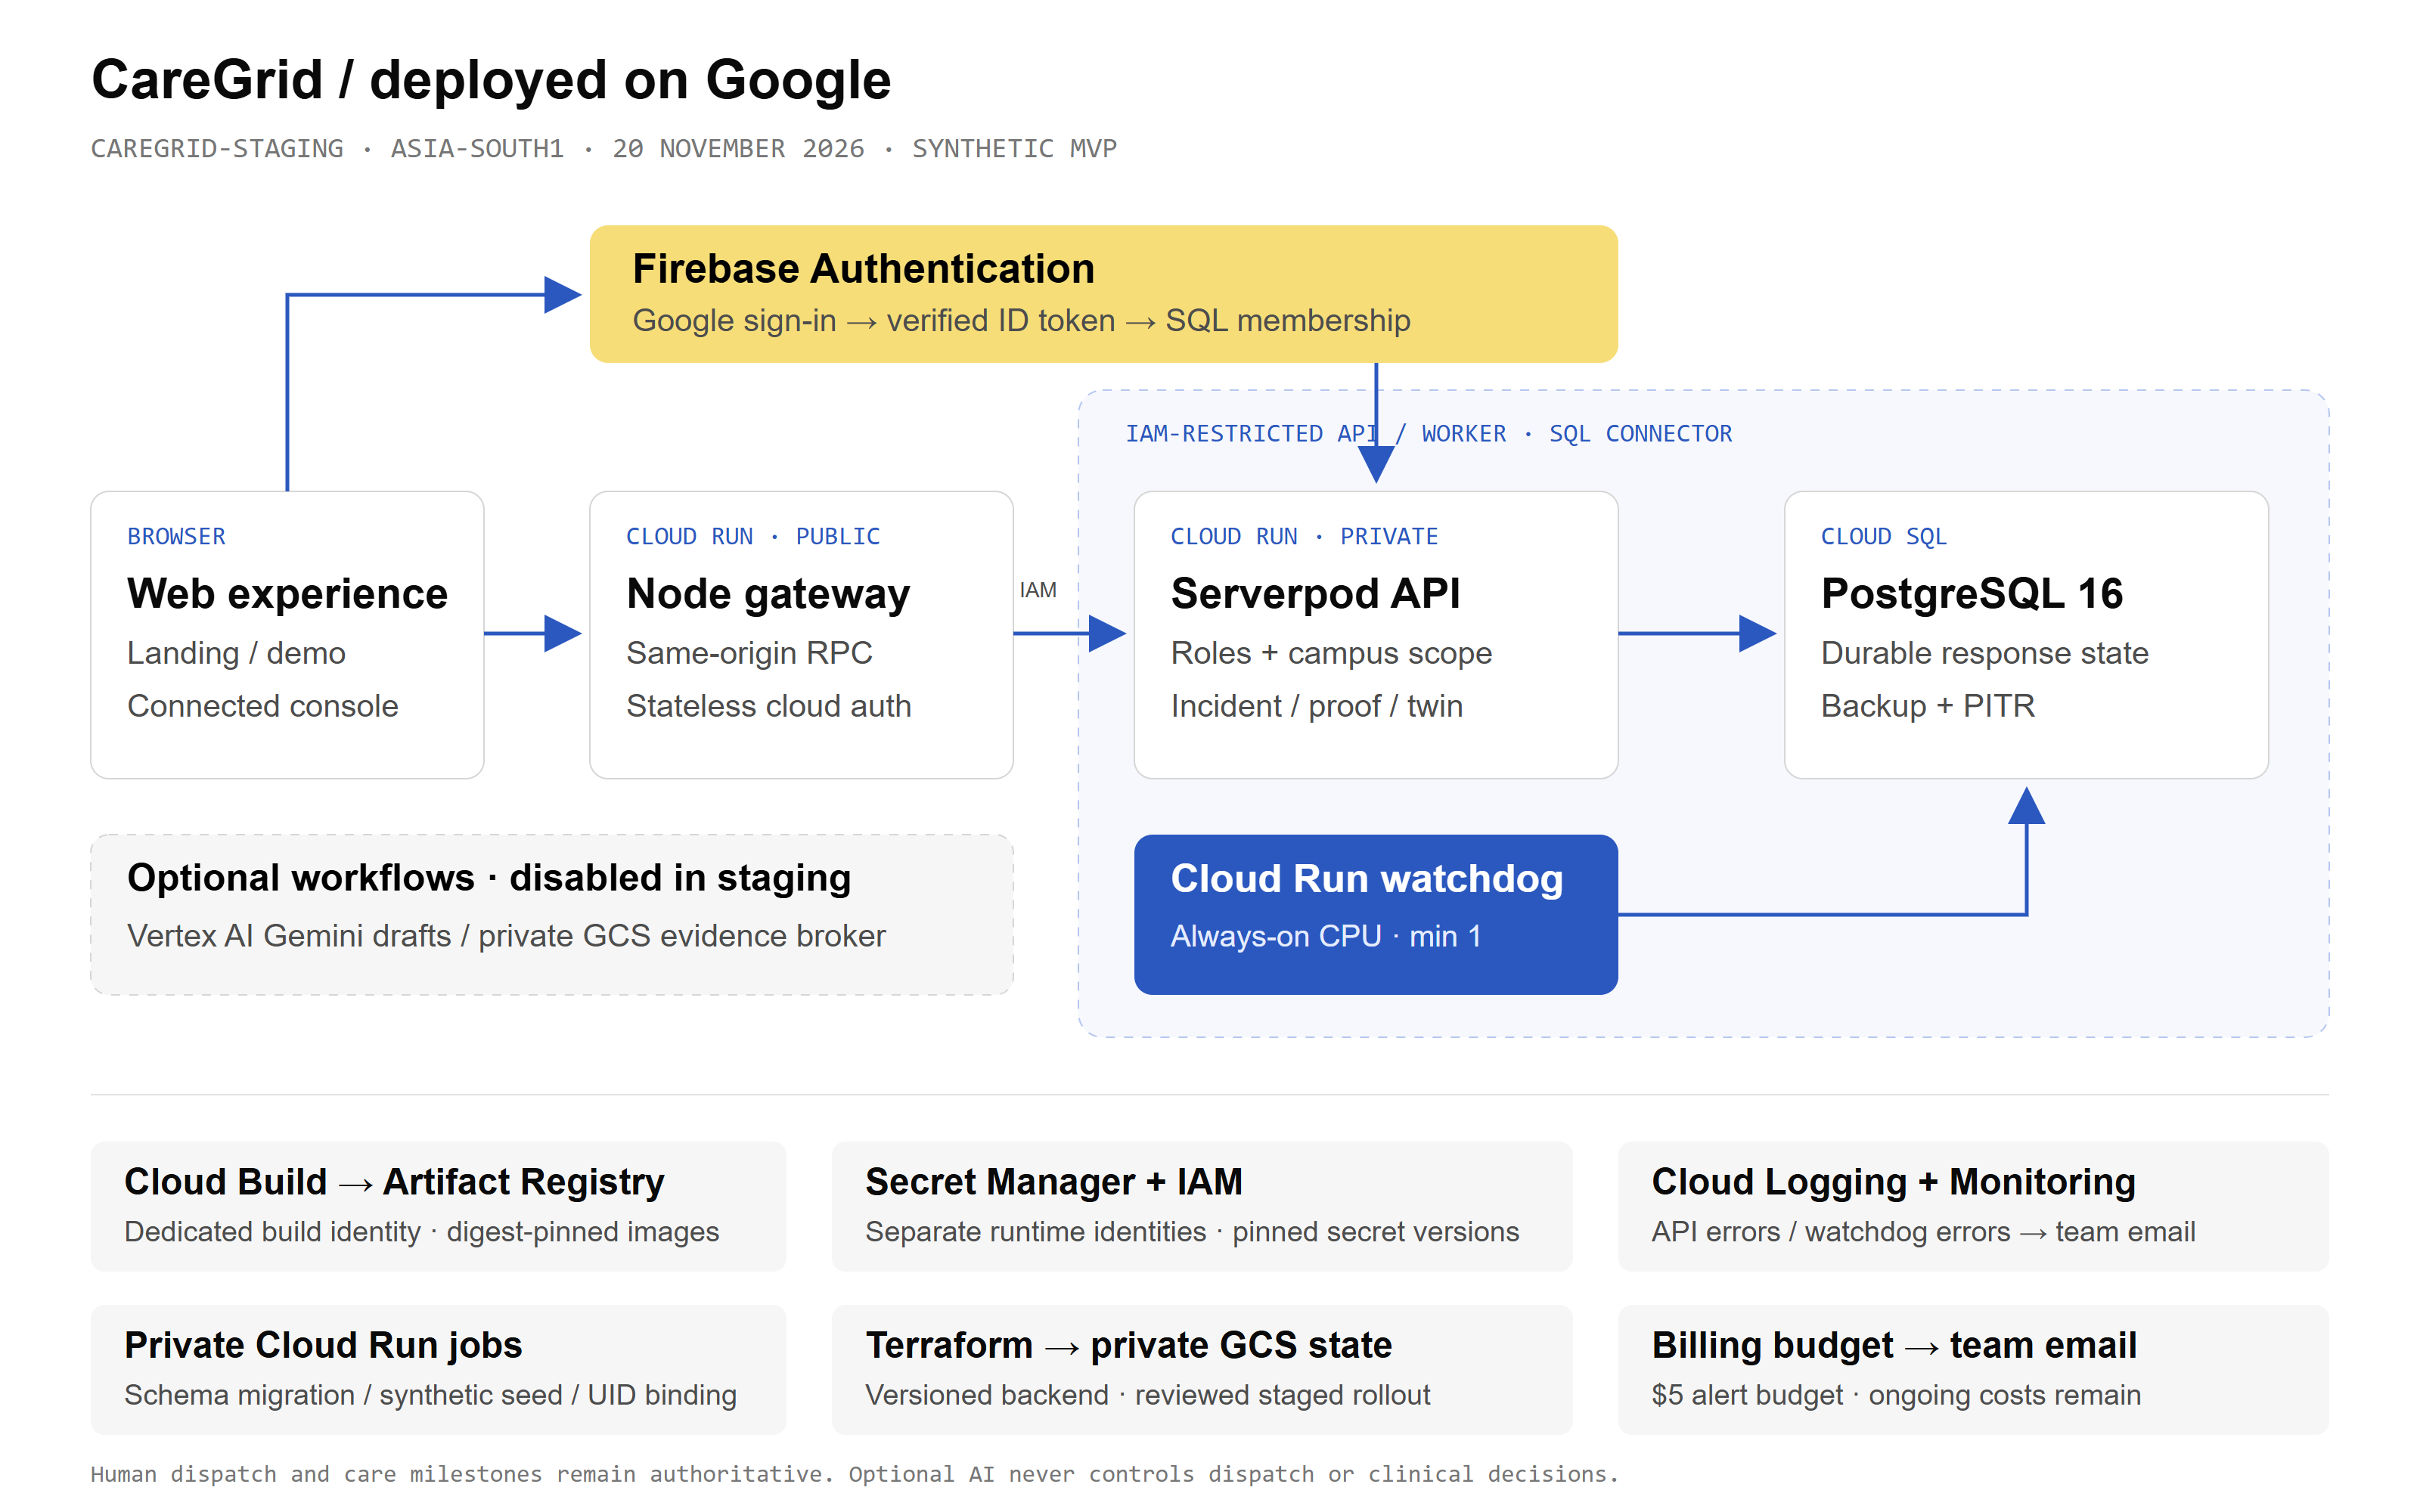 CareGrid / deployed on Google
CAREGRID-STAGING · ASIA-SOUTH1 · 20 NOVEMBER 2026 · SYNTHETIC MVP
Firebase Authentication
Google sign-in → verified ID token → SQL membership
IAM-RESTRICTED API / WORKER · SQL CONNECTOR
BROWSER
Web experience
Landing / demo
Connected console
CLOUD RUN · PUBLIC
Node gateway
Same-origin RPC
Stateless cloud auth
IAM
CLOUD RUN · PRIVATE
Serverpod API
Roles + campus scope
Incident / proof / twin
CLOUD SQL
PostgreSQL 16
Durable response state
Backup + PITR
Optional workflows · disabled in staging
Vertex AI Gemini drafts / private GCS evidence broker
Cloud Run watchdog
Always-on CPU · min 1
Cloud Build → Artifact Registry
Dedicated build identity · digest-pinned images
Secret Manager + IAM
Separate runtime identities · pinned secret versions
Cloud Logging + Monitoring
API errors / watchdog errors → team email
Private Cloud Run jobs
Schema migration / synthetic seed / UID binding
Terraform → private GCS state
Versioned backend · reviewed staged rollout
Billing budget → team email
$5 alert budget · ongoing costs remain
Human dispatch and care milestones remain authoritative. Optional AI never controls dispatch or clinical decisions.